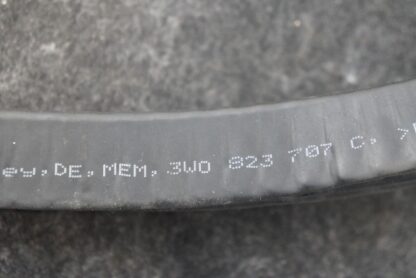 ey, DE, MEM, 3W0 823 707 C, >